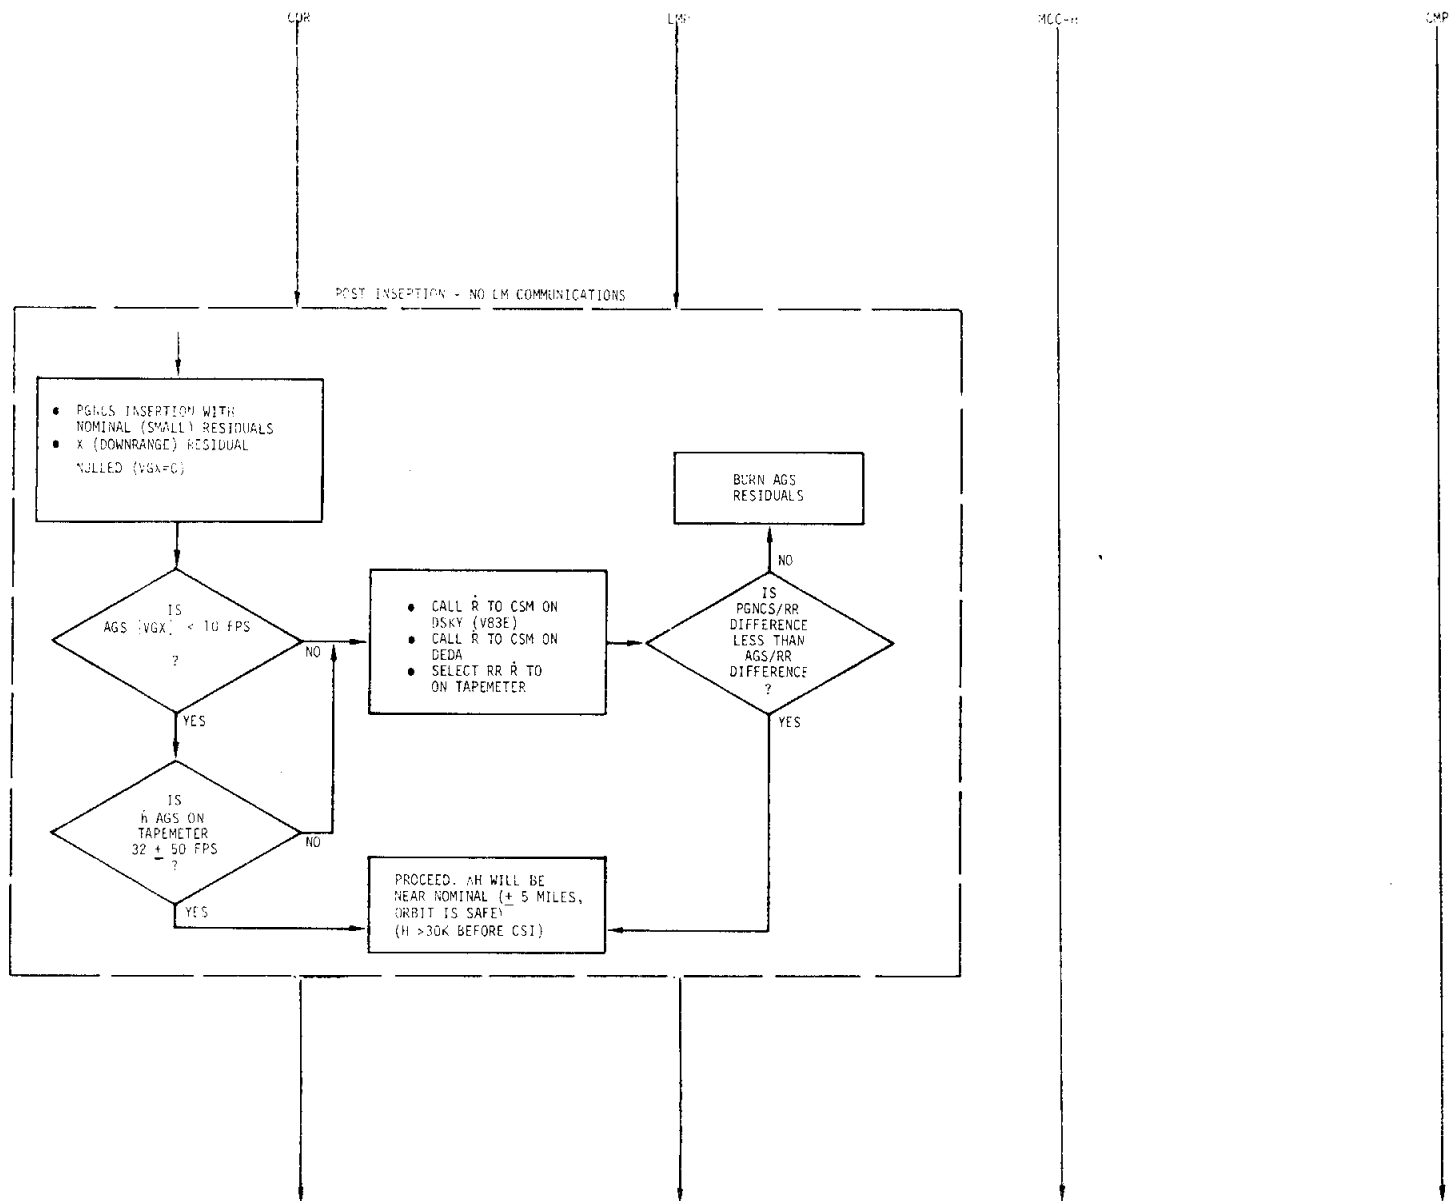 CDR
LMP
MCC-H
CMP
POST INSERTION - NO LM COMMUNICATIONS
● PGNCS INSERTION WITH
NOMINAL (SMALL) RESIDUALS
● X (DOWNRANGE) RESIDUAL
NULLED (VGX=0)
IS
AGS |VGX| < 10 FPS
?
NO
YES
IS
ḣ AGS ON
TAPEMETER
32 ± 50 FPS
?
NO
YES
● CALL Ṙ TO CSM ON
DSKY (V83E)
● CALL Ṙ TO CSM ON
DEDA
● SELECT RR Ṙ TO
ON TAPEMETER
BURN AGS
RESIDUALS
NO
IS
PGNCS/RR
DIFFERENCE
LESS THAN
AGS/RR
DIFFERENCE
?
YES
PROCEED. ΔH WILL BE
NEAR NOMINAL (± 5 MILES,
ORBIT IS SAFE)
(H >30K BEFORE CSI)